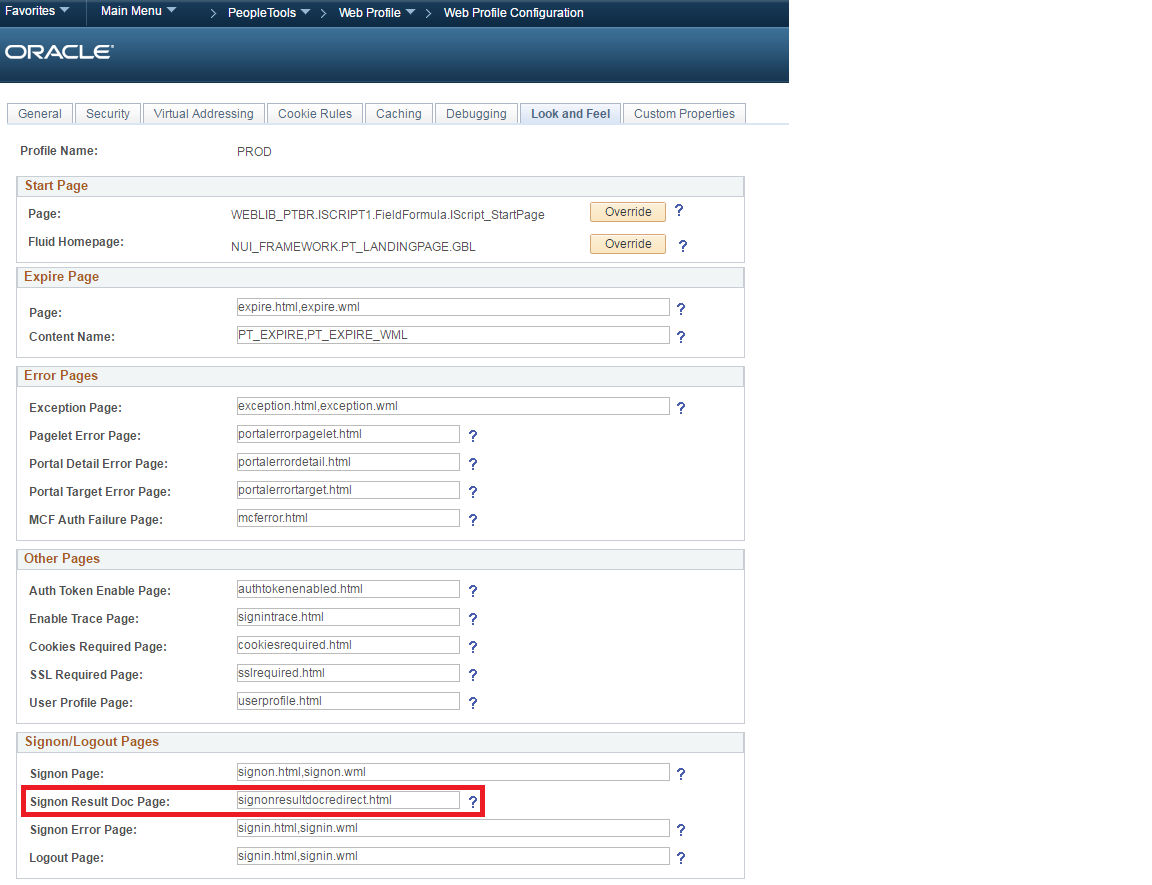 Favorites Main Menu > PeopleTools > Web Profile > Web Profile Configuration
ORACLE
General Security Virtual Addressing Cookie Rules Caching Debugging Look and Feel Custom Properties
Profile Name: PROD
Start Page
Page: WEBLIB_PTBR.ISCRIPT1.FieldFormula.IScript_StartPage Override ?
Fluid Homepage: NUI_FRAMEWORK.PT_LANDINGPAGE.GBL Override ?
Expire Page
Page: expire.html,expire.wml ?
Content Name: PT_EXPIRE,PT_EXPIRE_WML ?
Error Pages
Exception Page: exception.html,exception.wml ?
Pagelet Error Page: portalerrorpagelet.html ?
Portal Detail Error Page: portalerrordetail.html ?
Portal Target Error Page: portalerrortarget.html ?
MCF Auth Failure Page: mcferror.html ?
Other Pages
Auth Token Enable Page: authtokenenabled.html ?
Enable Trace Page: signintrace.html ?
Cookies Required Page: cookiesrequired.html ?
SSL Required Page: sslrequired.html ?
User Profile Page: userprofile.html ?
Signon/Logout Pages
Signon Page: signon.html,signon.wml ?
Signon Result Doc Page: signonresultdocredirect.html ?
Signon Error Page: signin.html,signin.wml ?
Logout Page: signin.html,signin.wml ?